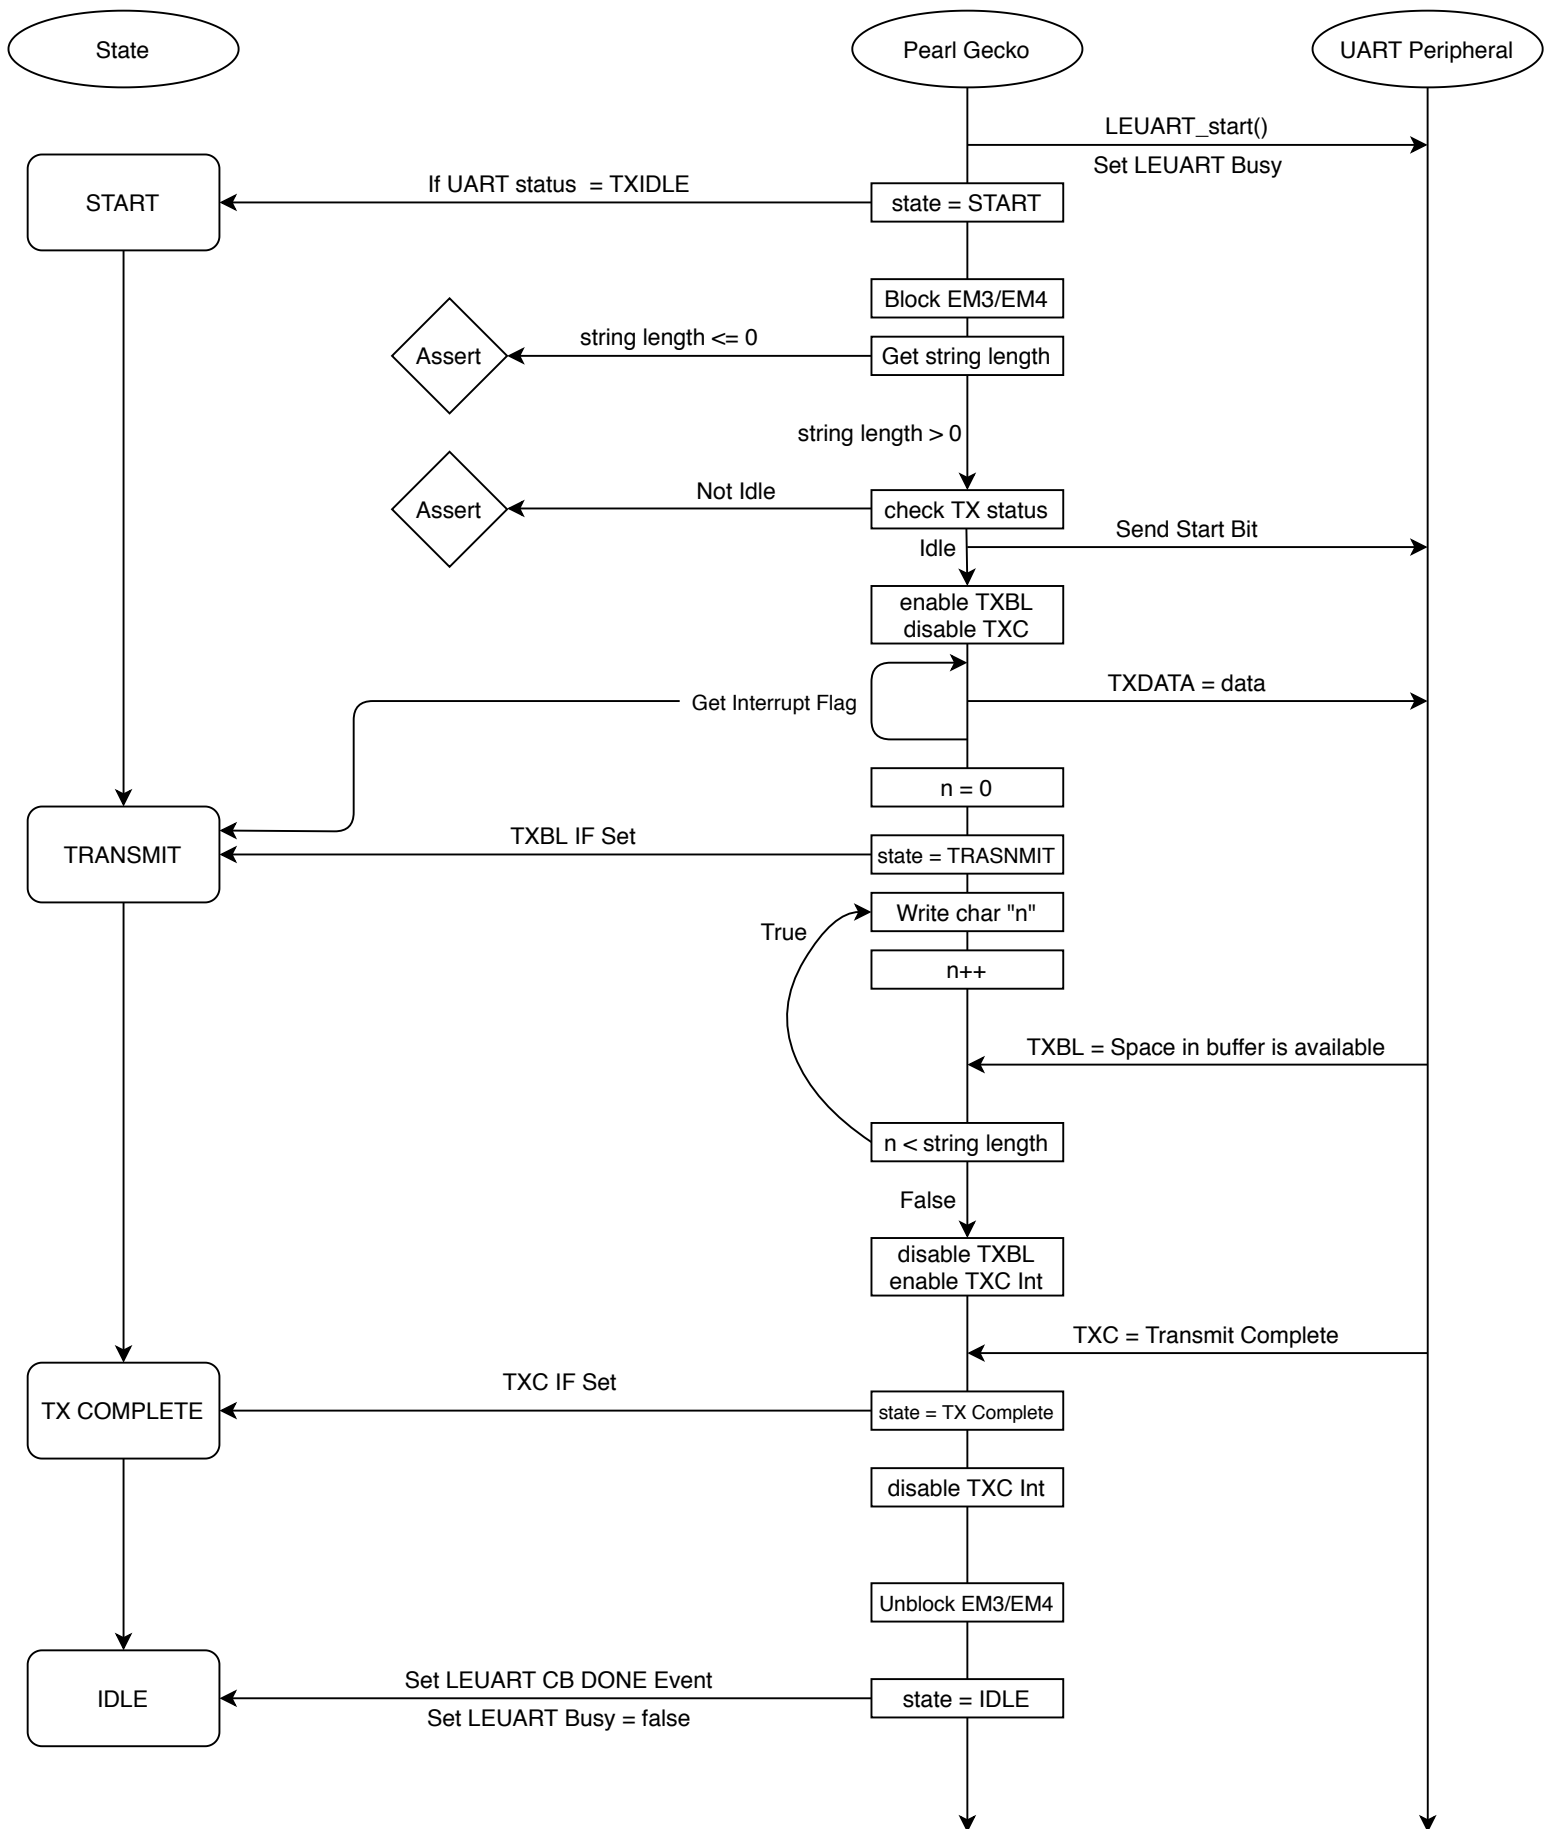 State
Pearl Gecko
UART Peripheral
LEUART_start()
Set LEUART Busy
START
If UART status  = TXIDLE
state = START
Block EM3/EM4
Assert
string length <= 0
Get string length
string length > 0
Assert
Not Idle
check TX status
Send Start Bit
Idle
enable TXBL
disable TXC
Get Interrupt Flag
TXDATA = data
n = 0
TRANSMIT
TXBL IF Set
state = TRASNMIT
Write char "n"
True
n++
TXBL = Space in buffer is available
n < string length
False
disable TXBL
enable TXC Int
TXC = Transmit Complete
TX COMPLETE
TXC IF Set
state = TX Complete
disable TXC Int
Unblock EM3/EM4
IDLE
Set LEUART CB DONE Event
Set LEUART Busy = false
state = IDLE